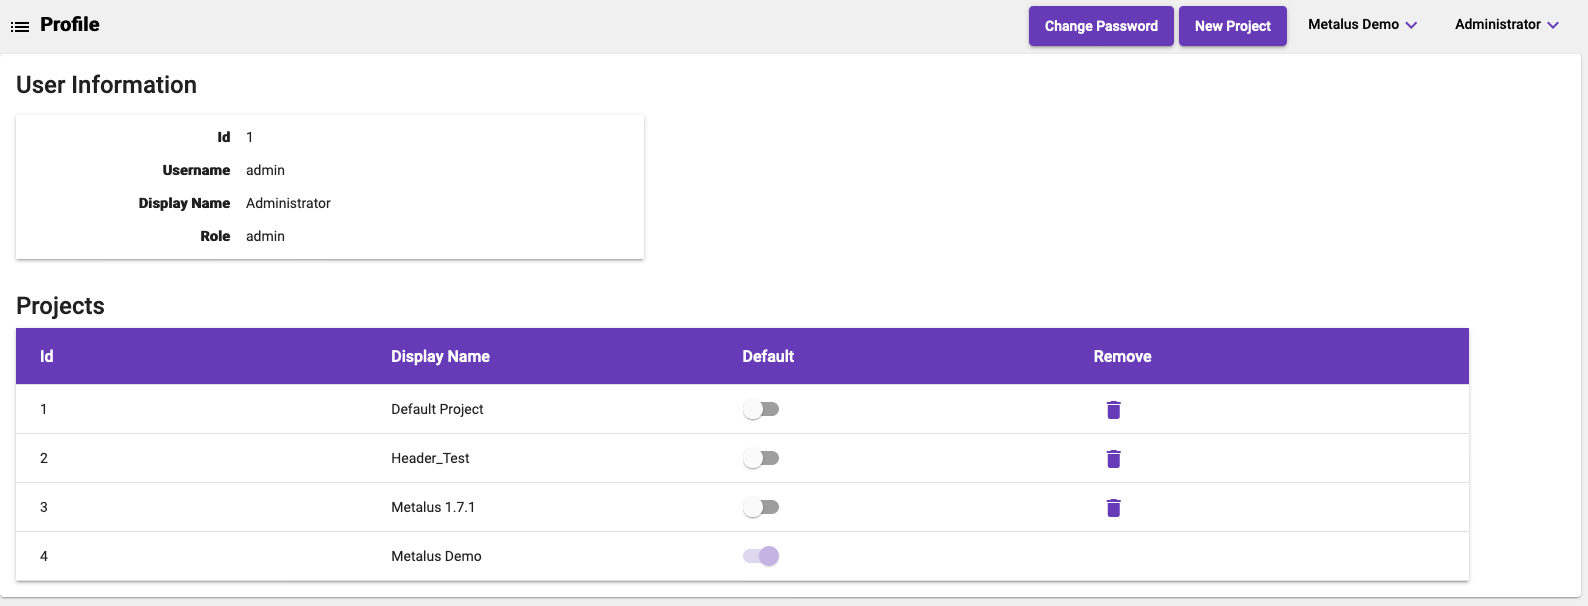 Profile Change Password New Project Metalus Demo Administrator
User Information
Id 1
Username admin
Display Name Administrator
Role admin
Projects
Id Display Name Default Remove
1 Default Project
2 Header_Test
3 Metalus 1.7.1
4 Metalus Demo